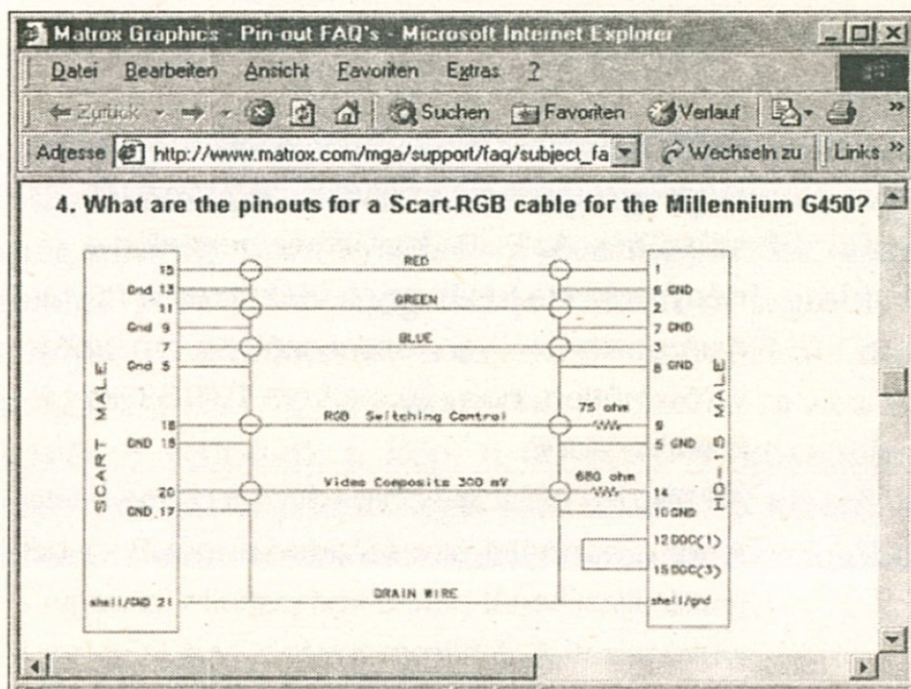 Matrox Graphics - Pin-out FAQ's - Microsoft Internet Explorer
Datei Bearbeiten Ansicht Favoriten Extras ?
Zurück Suchen Favoriten Verlauf »
Adresse http://www.matrox.com/mga/support/faq/subject_fa Wechseln zu Links »
4. What are the pinouts for a Scart-RGB cable for the Millennium G450?
15 RED 1
Gnd 13 6 GND
11 GREEN 2
Gnd 9 7 GND
BLUE 3
Gnd 5 8 GND
SCART MALE
HD-15 MALE
16 RGB Switching Control 75 ohm 9
GND 18 5 GND
20 Video Composite 300 mV 680 ohm 14
GND 17 10 GND
12 DDC(1)
15 DDC(3)
shell/GND 21 DRAIN WIRE shell/gnd